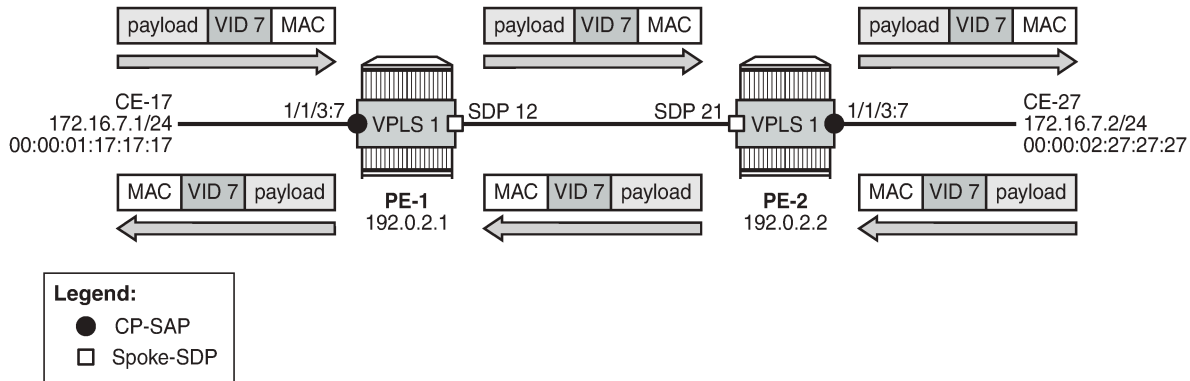 payload VID 7 MAC
payload VID 7 MAC
payload VID 7 MAC
CE-17
172.16.7.1/24
00:00:01:17:17:17
1/1/3:7
VPLS 1
SDP 12
SDP 21
VPLS 1
1/1/3:7
CE-27
172.16.7.2/24
00:00:02:27:27:27
MAC VID 7 payload
PE-1
192.0.2.1
MAC VID 7 payload
PE-2
192.0.2.2
MAC VID 7 payload
Legend:
CP-SAP
Spoke-SDP